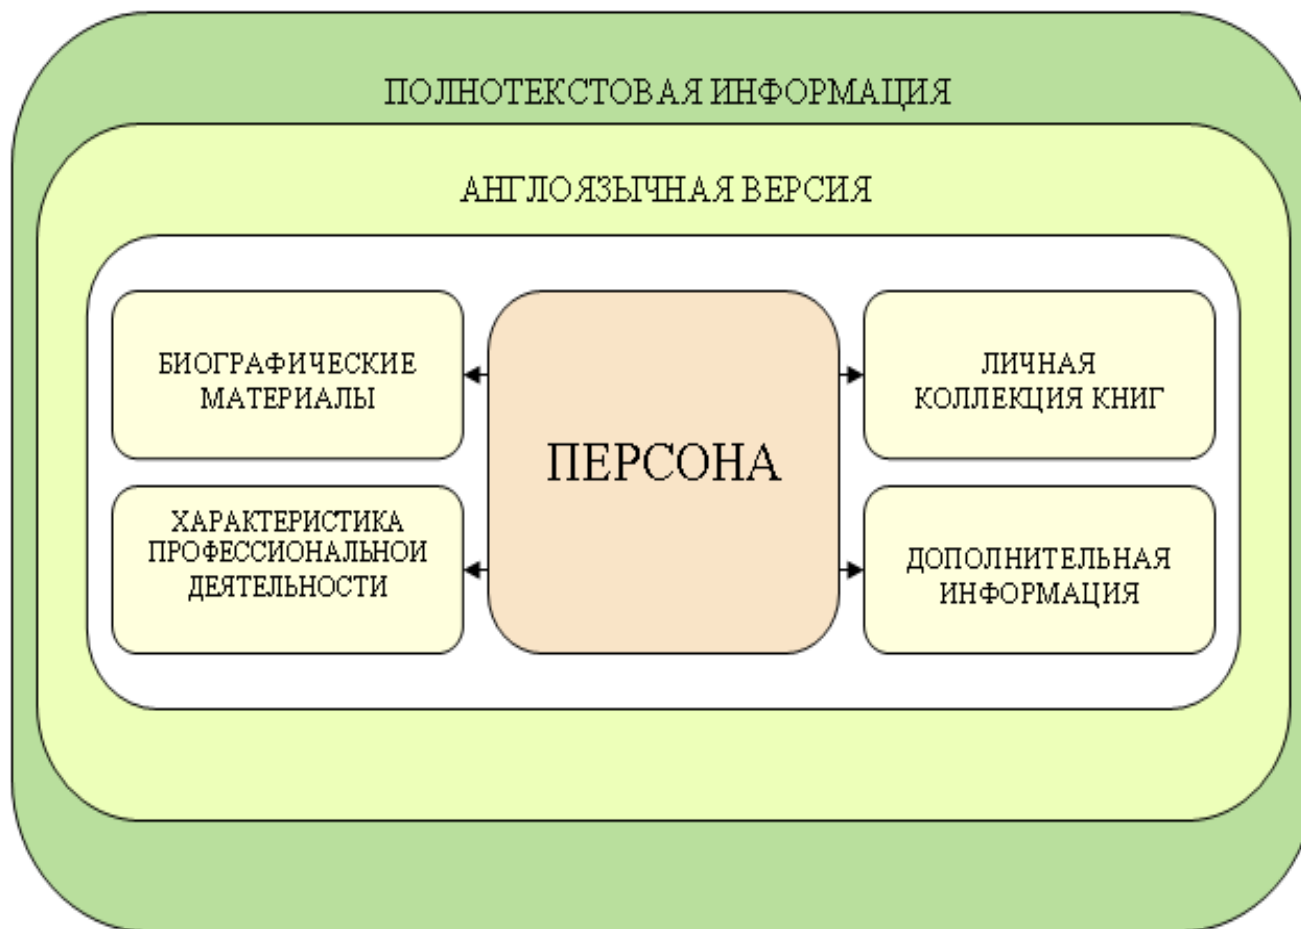 ПОЛНОТЕКСТОВАЯ ИНФОРМАЦИЯ
АНГЛОЯЗЫЧНАЯ ВЕРСИЯ
БИОГРАФИЧЕСКИЕ
МАТЕРИАЛЫ
ХАРАКТЕРИСТИКА
ПРОФЕССИОНАЛЬНОЙ
ДЕЯТЕЛЬНОСТИ
ПЕРСОНА
ЛИЧНАЯ
КОЛЛЕКЦИЯ КНИГ
ДОПОЛНИТЕЛЬНАЯ
ИНФОРМАЦИЯ